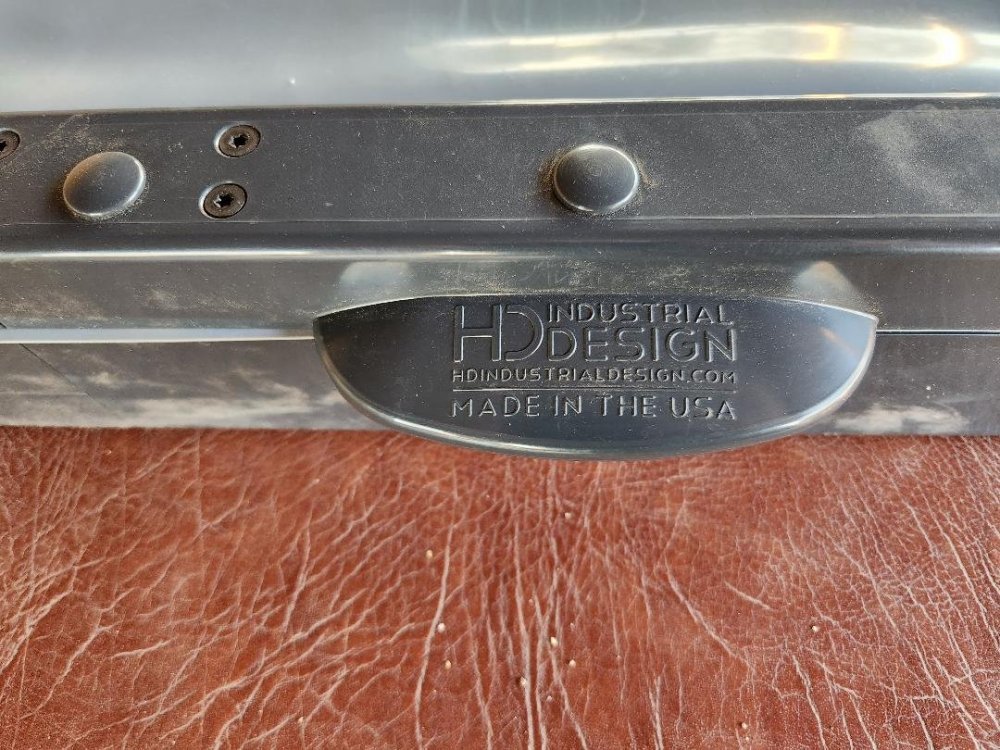 HD INDUSTRIAL
DESIGN
HDINDUSTRIALDESIGN.COM
MADE IN THE USA